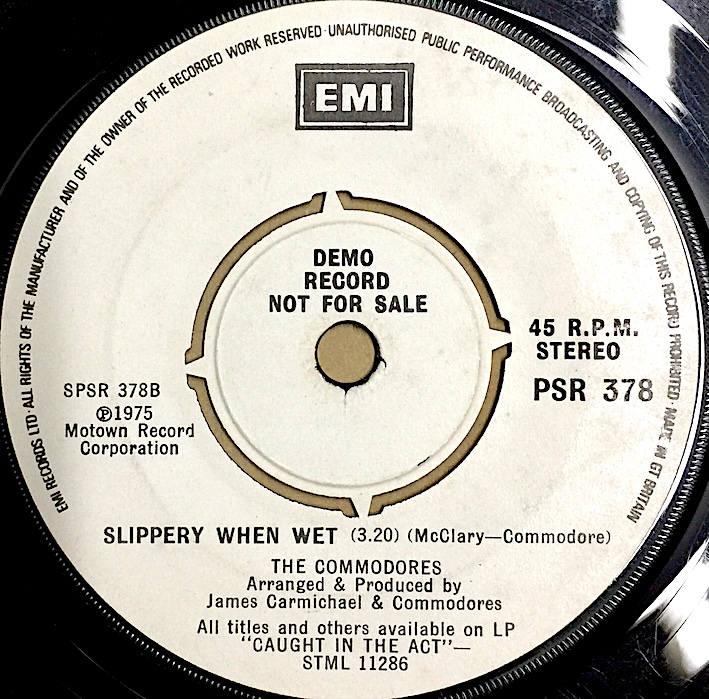 EMI RECORDS LTD·ALL RIGHTS OF THE MANUFACTURER AND OF THE OWNER OF THE RECORDED WORK RESERVED·UNAUTHORISED PUBLIC PERFORMANCE BROADCASTING AND COPYING OF THIS RECORD PROHIBITED·MADE IN GT BRITAIN
EMI
DEMO
RECORD
NOT FOR SALE
45 R.P.M.
STEREO
PSR 378
SPSR 378B
℗1975
Motown Record
Corporation
SLIPPERY WHEN WET (3.20) (McClary—Commodore)
THE COMMODORES
Arranged & Produced by
James Carmichael & Commodores
All titles and others available on LP
"CAUGHT IN THE ACT"—
STML 11286